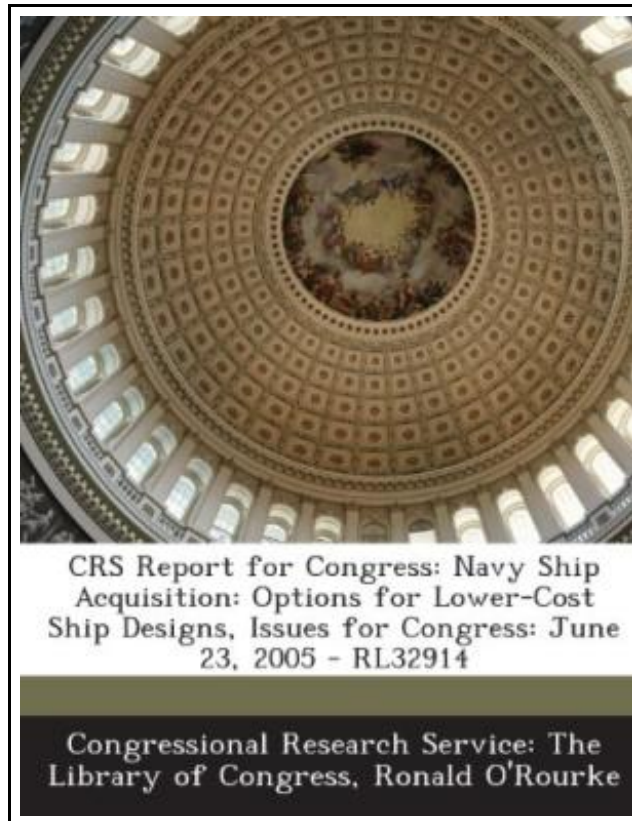 CRS Report for Congress: Navy Ship
Acquisition: Options for Lower-Cost
Ship Designs, Issues for Congress: June
23, 2005 - RL32914
Congressional Research Service: The
Library of Congress, Ronald O'Rourke